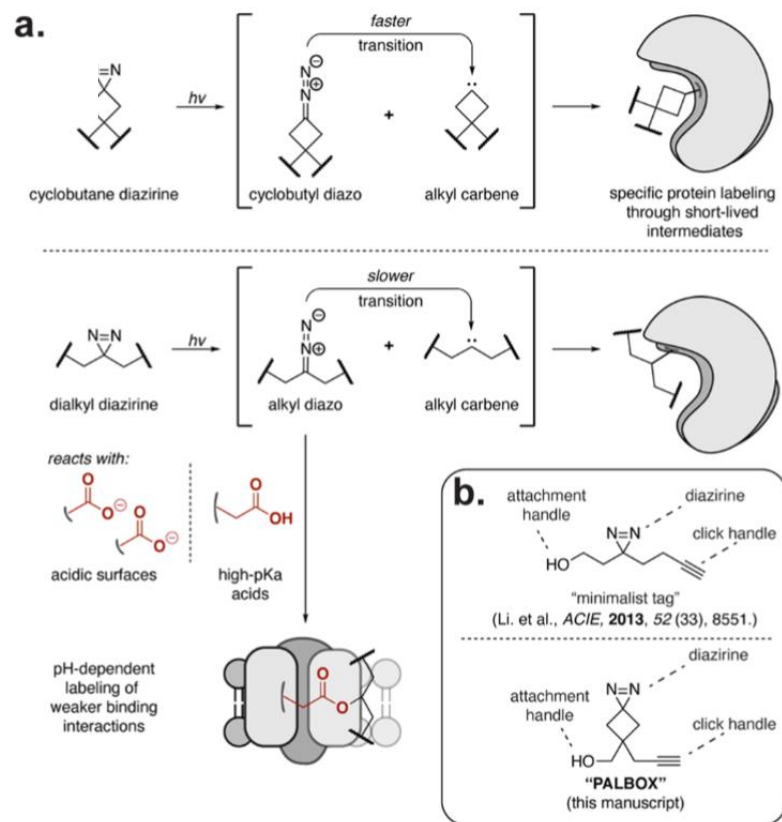 a.
=N
hv
N
N
faster
transition
+
cyclobutane diazirine
cyclobutyl diazo
alkyl carbene
specific protein labeling
through short-lived
intermediates
N=N
hv
N
N
slower
transition
+
dialkyl diazirine
alkyl diazo
alkyl carbene
reacts with:
O
O
O
O
acidic surfaces
O
OH
high-pKa
acids
pH-dependent
labeling of
weaker binding
interactions
O
O
b.
attachment
handle
diazirine
click handle
N=N
HO
"minimalist tag"
(Li. et al., ACIE, 2013, 52 (33), 8551.)
diazirine
N=N
attachment
handle
click handle
HO
"PALBOX"
(this manuscript)